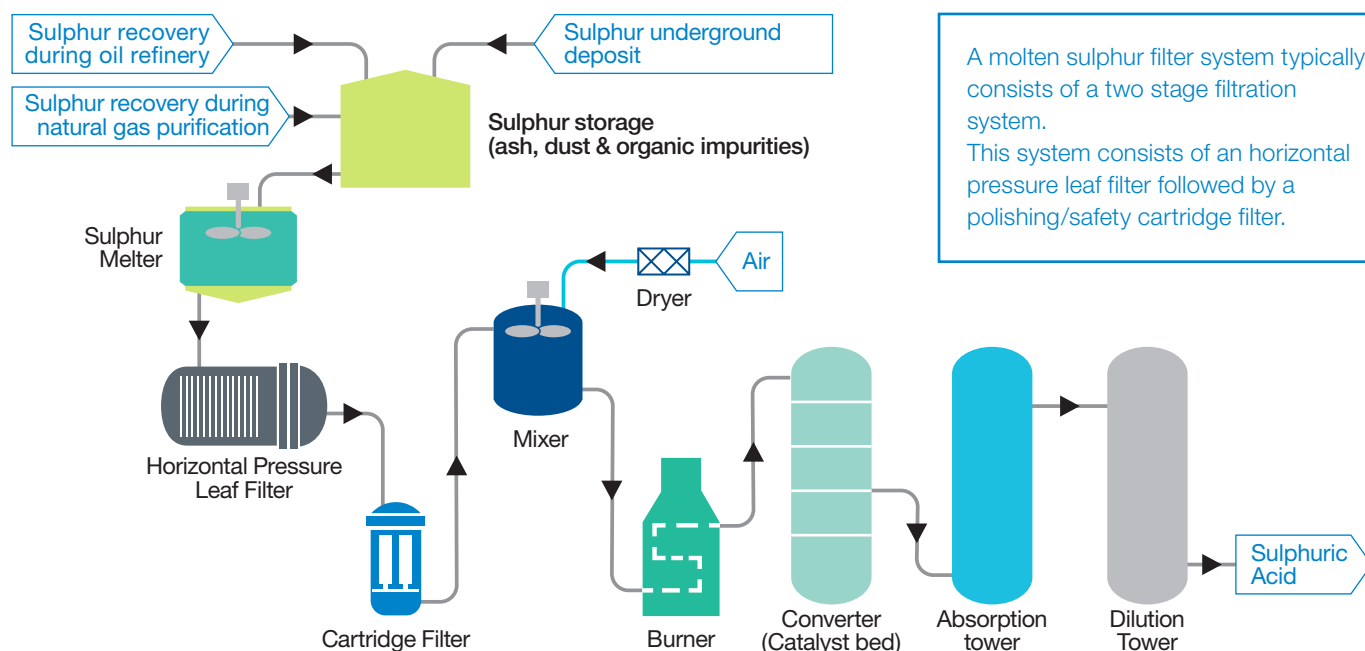 Sulphur recovery
during oil refinery
Sulphur underground
deposit
Sulphur recovery during
natural gas purification
Sulphur storage
(ash, dust & organic impurities)
A molten sulphur filter system typically
consists of a two stage filtration
system.
This system consists of an horizontal
pressure leaf filter followed by a
polishing/safety cartridge filter.
Sulphur
Melter
Air
Dryer
Mixer
Horizontal Pressure
Leaf Filter
Cartridge Filter
Burner
Converter
(Catalyst bed)
Absorption
tower
Dilution
Tower
Sulphuric
Acid